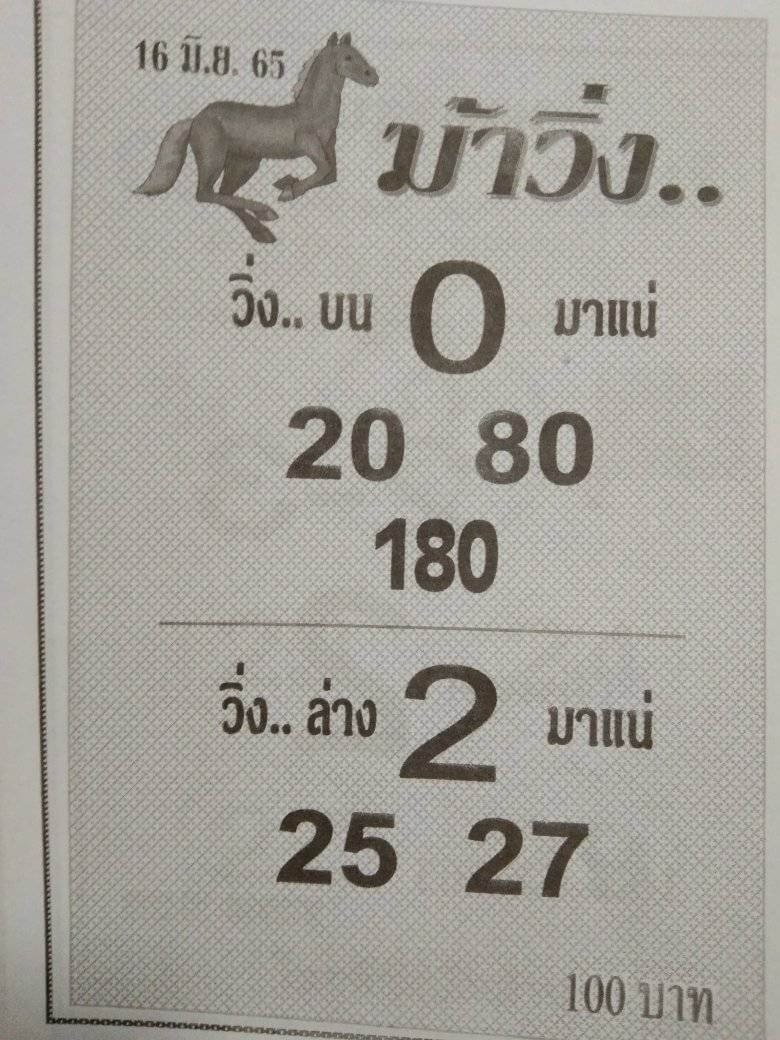 16 มิ.ย. 65
ม้าวิ่ง..
วิ่ง.. บน 0 มาแน่
20 80
180
วิ่ง.. ล่าง 2 มาแน่
25 27
100 บาท